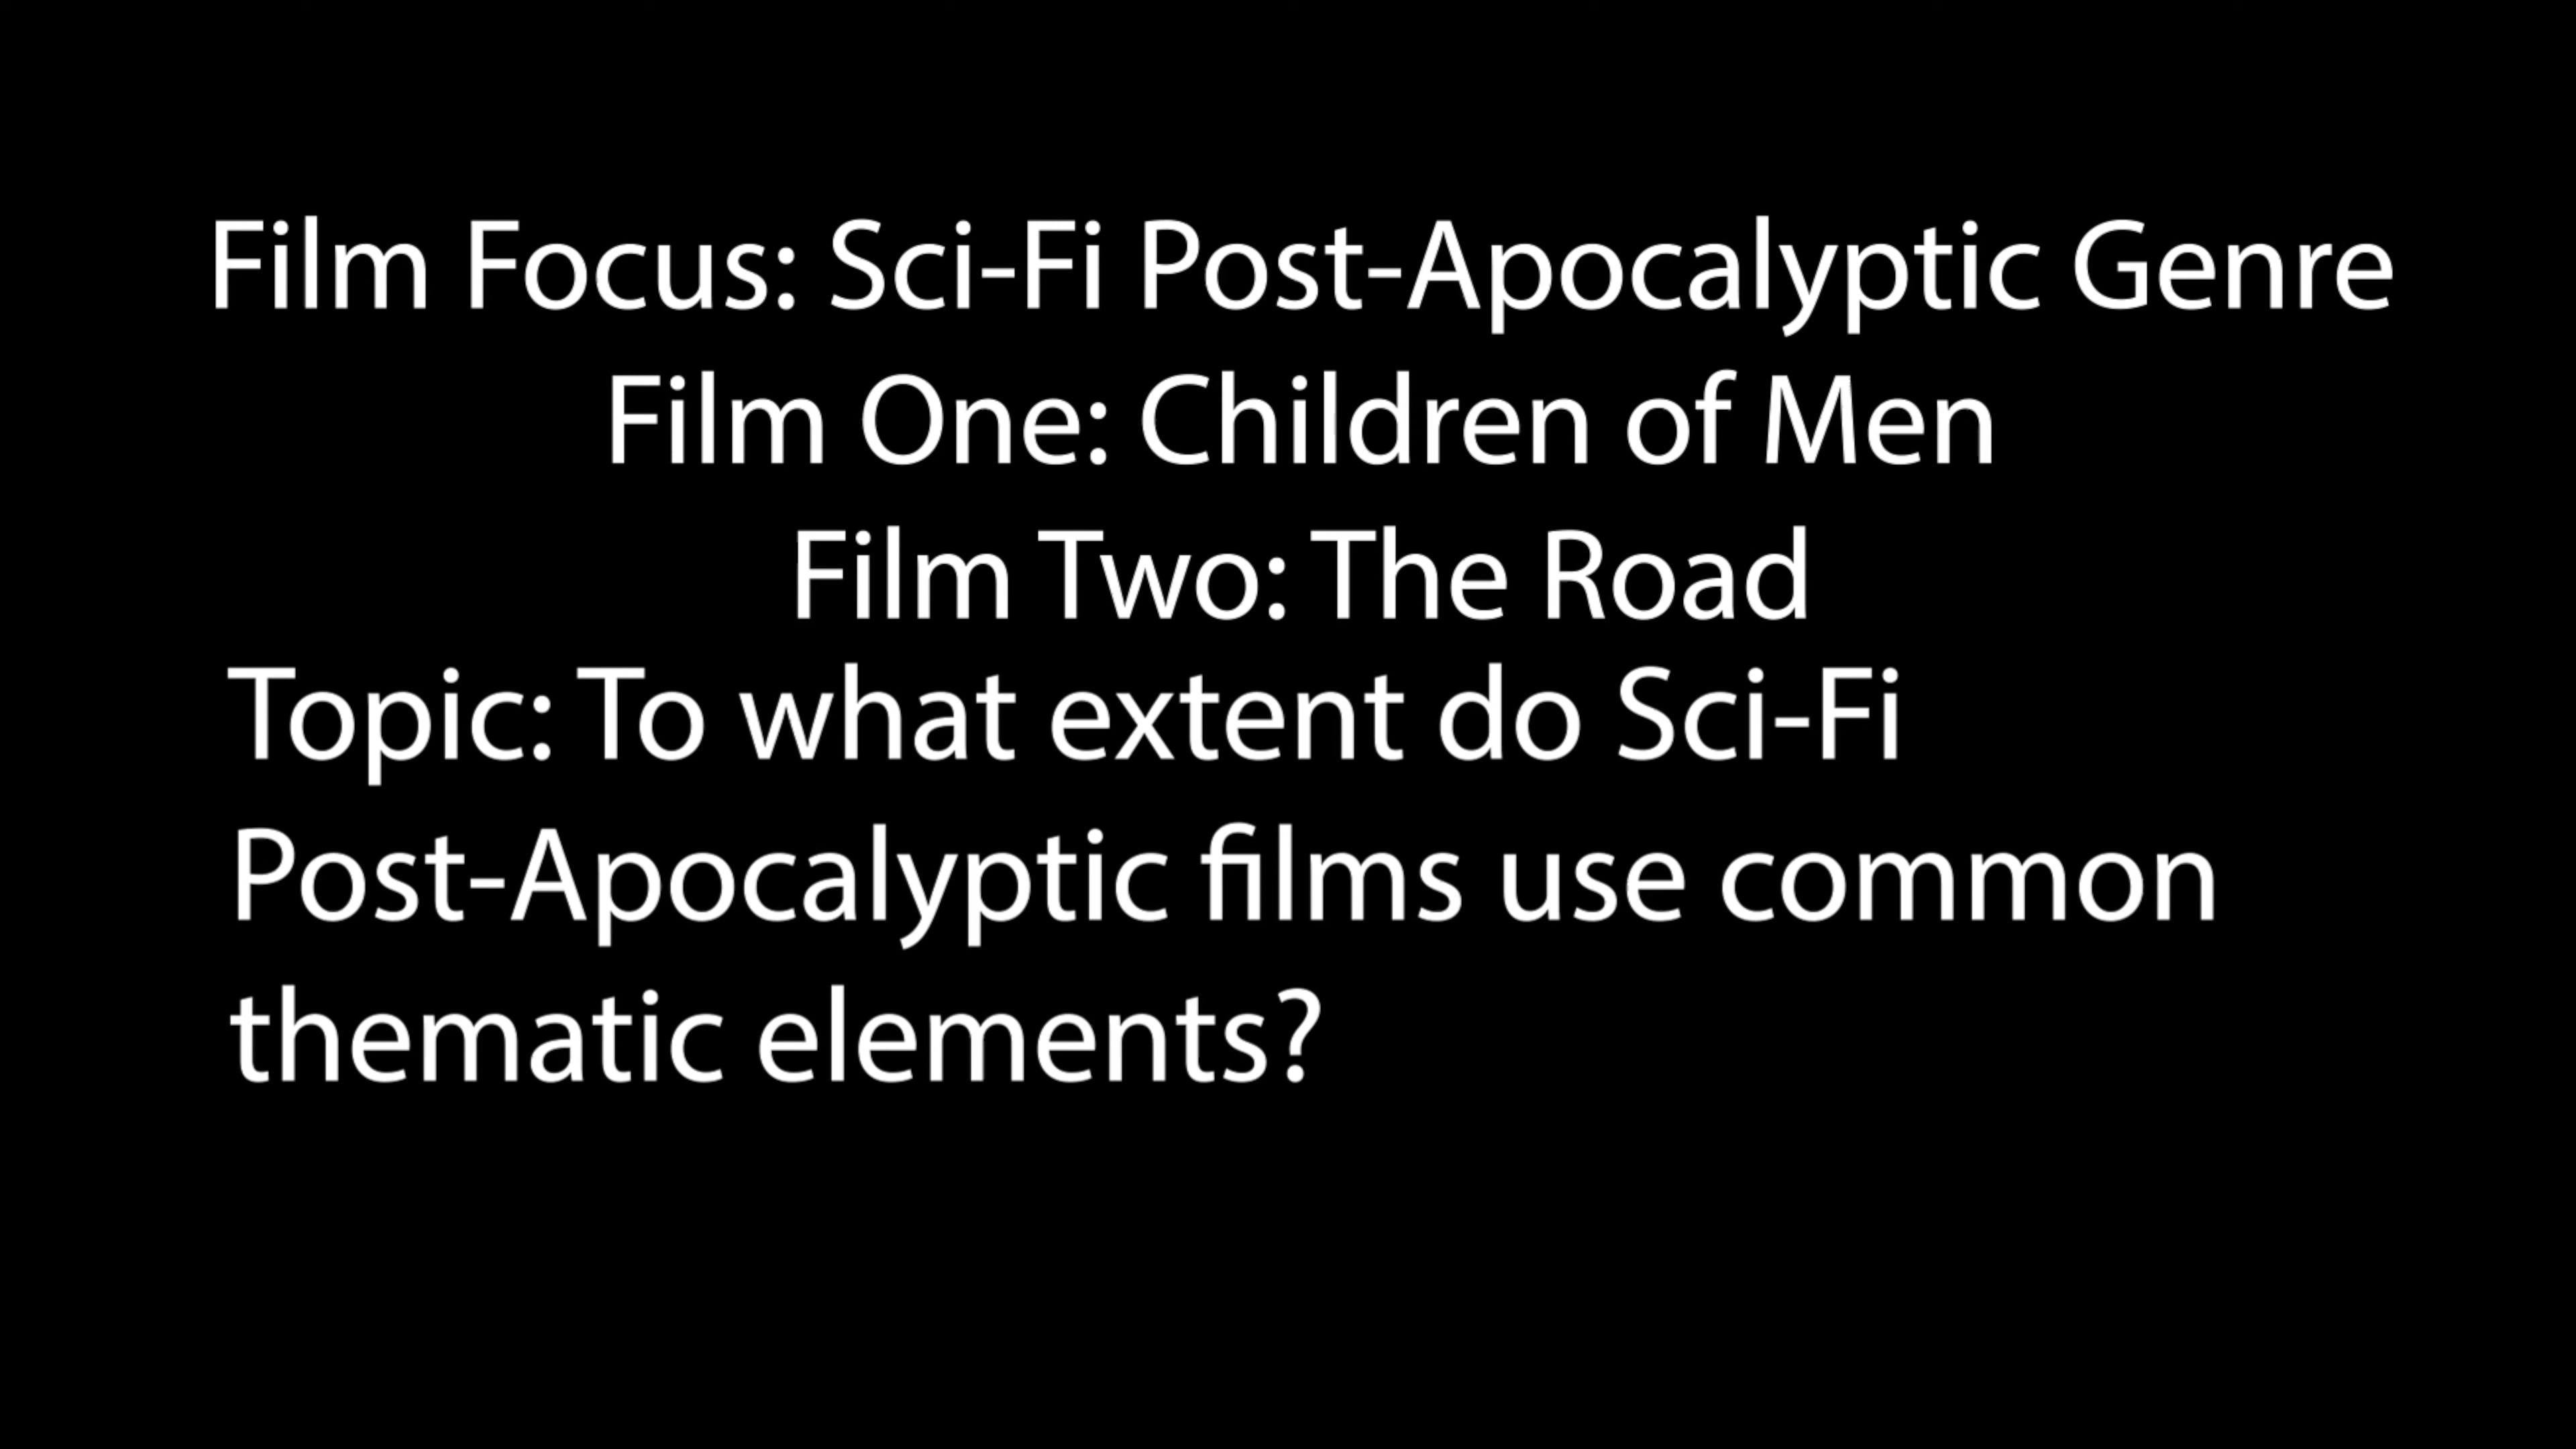 Film Focus: Sci-Fi Post-Apocalyptic Genre
Film One: Children of Men
Film Two: The Road
Topic: To what extent do Sci-Fi
Post-Apocalyptic films use common
thematic elements?